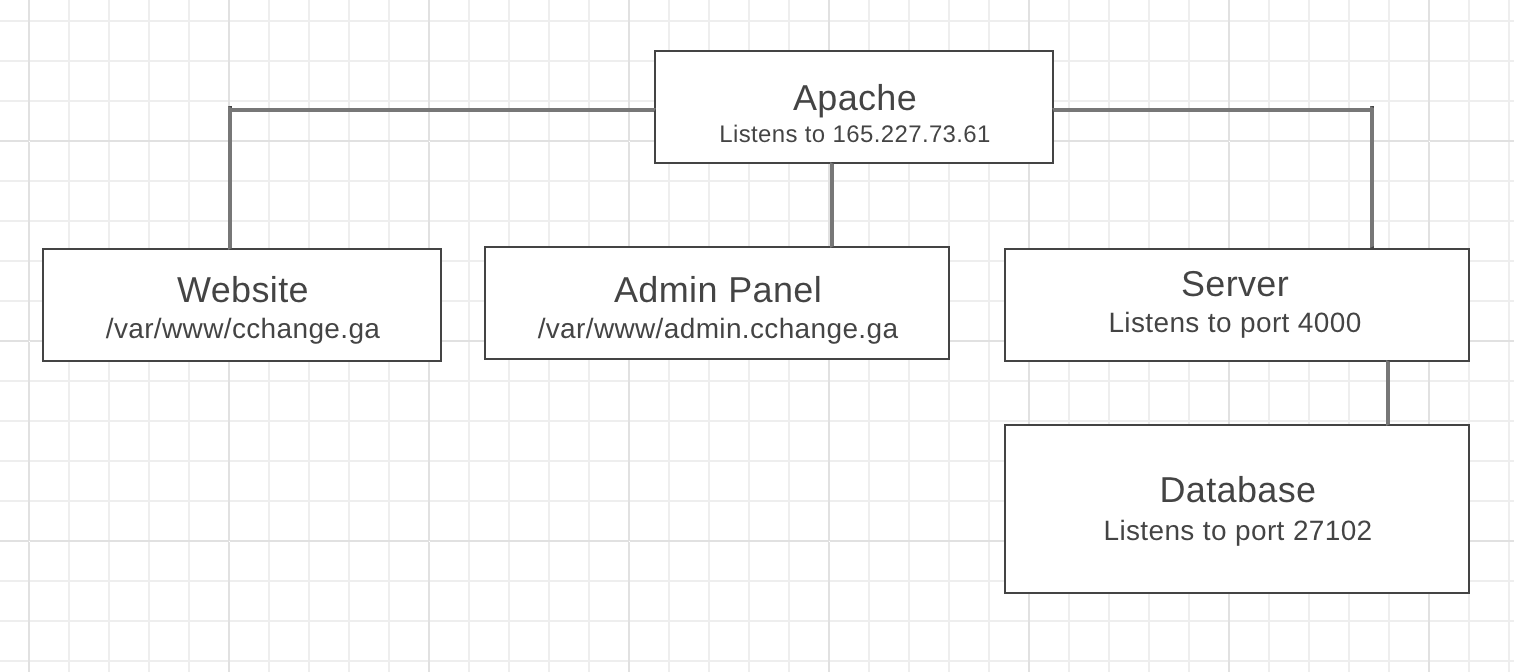 Apache
Listens to 165.227.73.61
Website
/var/www/cchange.ga
Admin Panel
/var/www/admin.cchange.ga
Server
Listens to port 4000
Database
Listens to port 27102